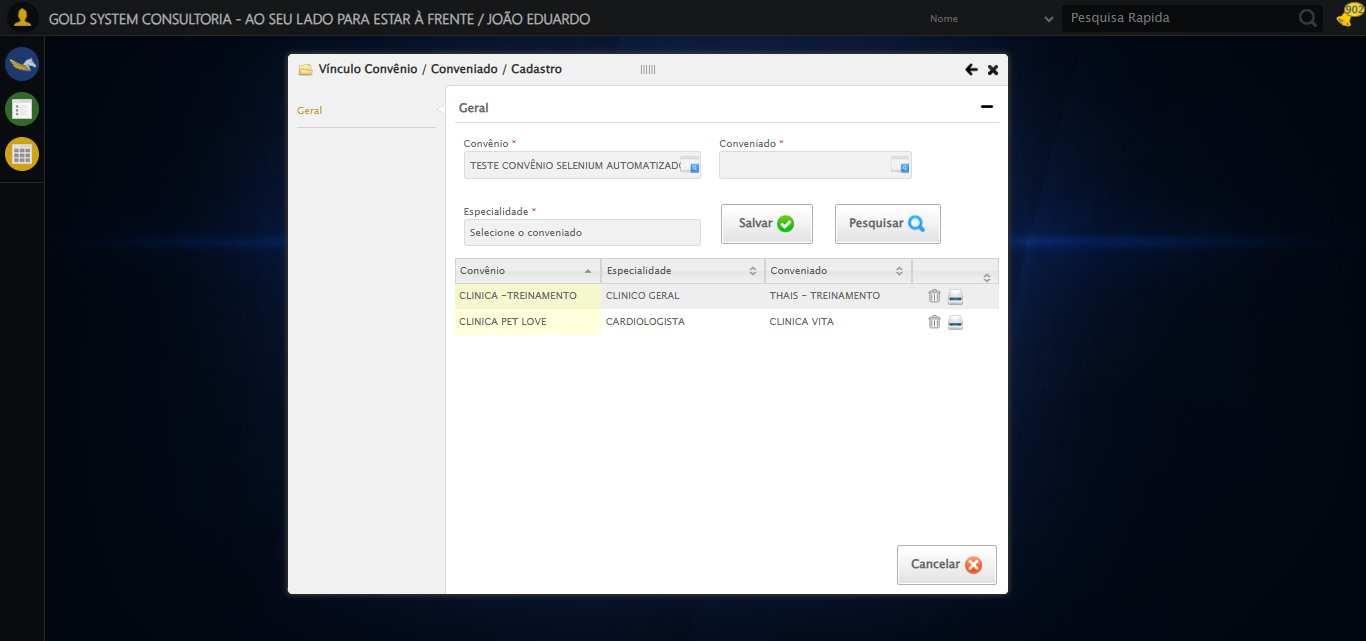 GOLD SYSTEM CONSULTORIA - AO SEU LADO PARA ESTAR À FRENTE / JOÃO EDUARDO
Nome
Pesquisa Rapida
902
Vínculo Convênio / Conveniado / Cadastro
Geral
Geral
Convênio *
Conveniado *
TESTE CONVÊNIO SELENIUM AUTOMATIZADO
Especialidade *
Selecione o conveniado
Salvar
Pesquisar
Convênio Especialidade Conveniado
CLINICA -TREINAMENTO CLINICO GERAL THAIS - TREINAMENTO
CLINICA PET LOVE CARDIOLOGISTA CLINICA VITA
Cancelar